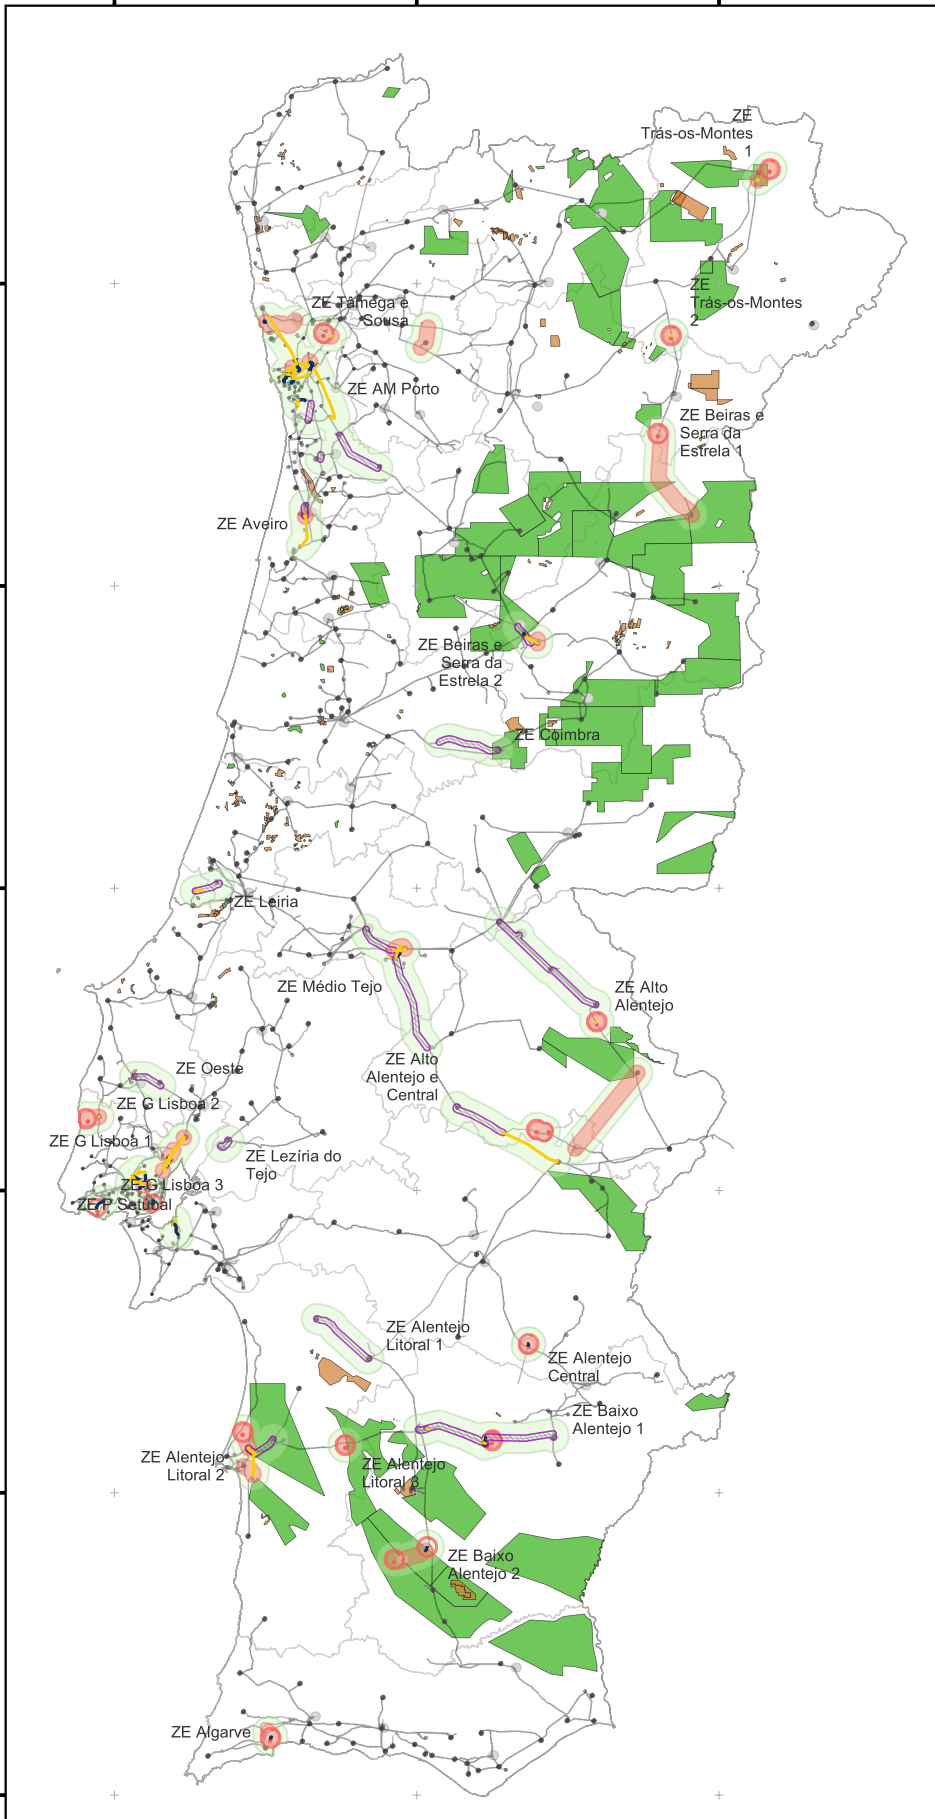 ZE
Trás-os-Montes
1
ZE
Trás-os-Montes
2
ZE Tâmega e
Sousa
ZE AM Porto
ZE Beiras e
Serra da
Estrela 1
ZE Aveiro
ZE Beiras e
Serra da
Estrela 2
ZE Coimbra
ZE Leiria
ZE Médio Tejo
ZE Alto
Alentejo
ZE Alto
Alentejo e
Central
ZE Oeste
ZE G Lisboa 2
ZE G Lisboa 1
ZE Lezíria do
Tejo
ZE G Lisboa 3
ZE P Setúbal
ZE Alentejo
Litoral 1
ZE Alentejo
Central
ZE Baixo
Alentejo 1
ZE Alentejo
Litoral 2
ZE Alentejo
Litoral 3
ZE Baixo
Alentejo 2
ZE Algarve